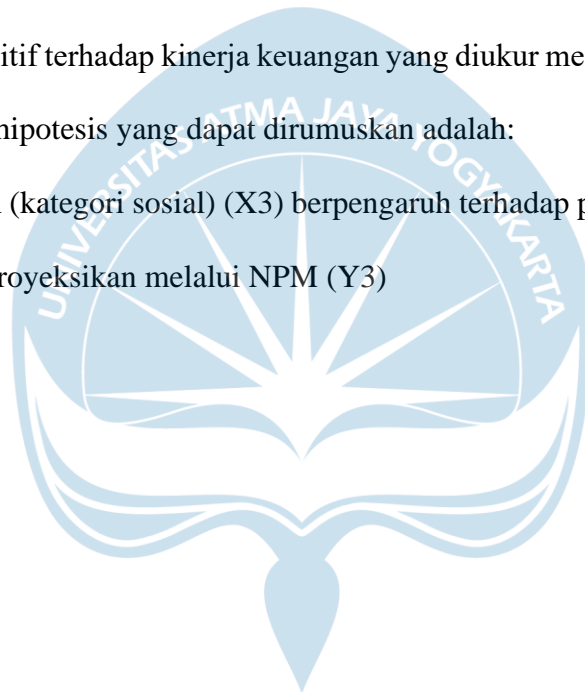 itif terhadap kinerja keuangan yang diukur me
hipotesis yang dapat dirumuskan adalah:
(kategori sosial) (X3) berpengaruh terhadap p
royeksikan melalui NPM (Y3)
UNIVERSITAS ATMA JAYA YOGYAKARTA